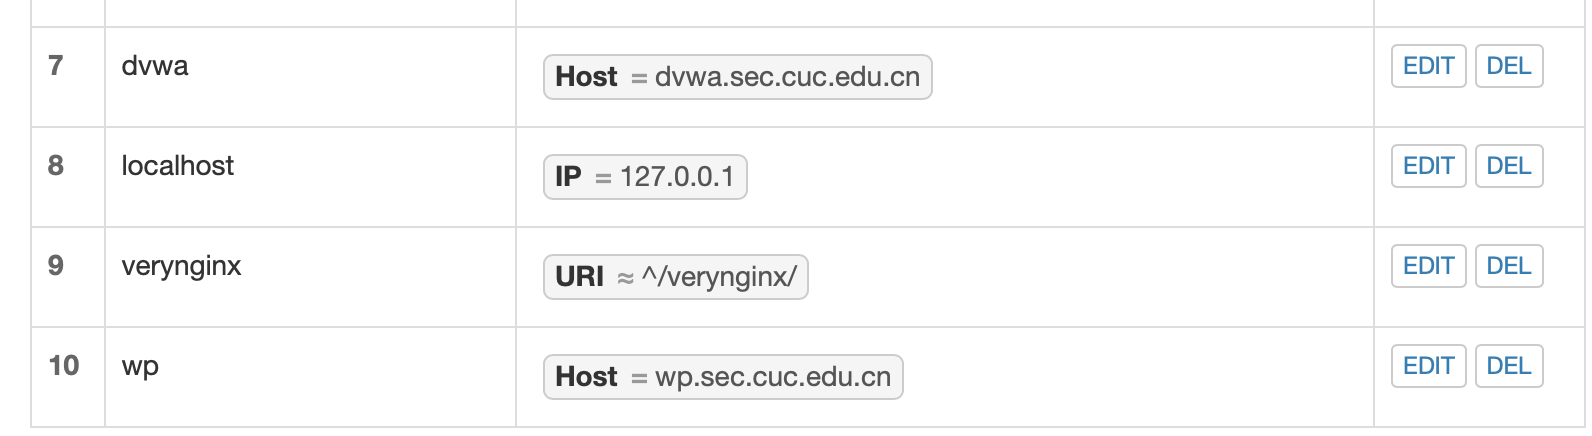 7 dvwa Host = dvwa.sec.cuc.edu.cn EDIT DEL
8 localhost IP = 127.0.0.1 EDIT DEL
9 verynginx URI ≈ ^/verynginx/ EDIT DEL
10 wp Host = wp.sec.cuc.edu.cn EDIT DEL